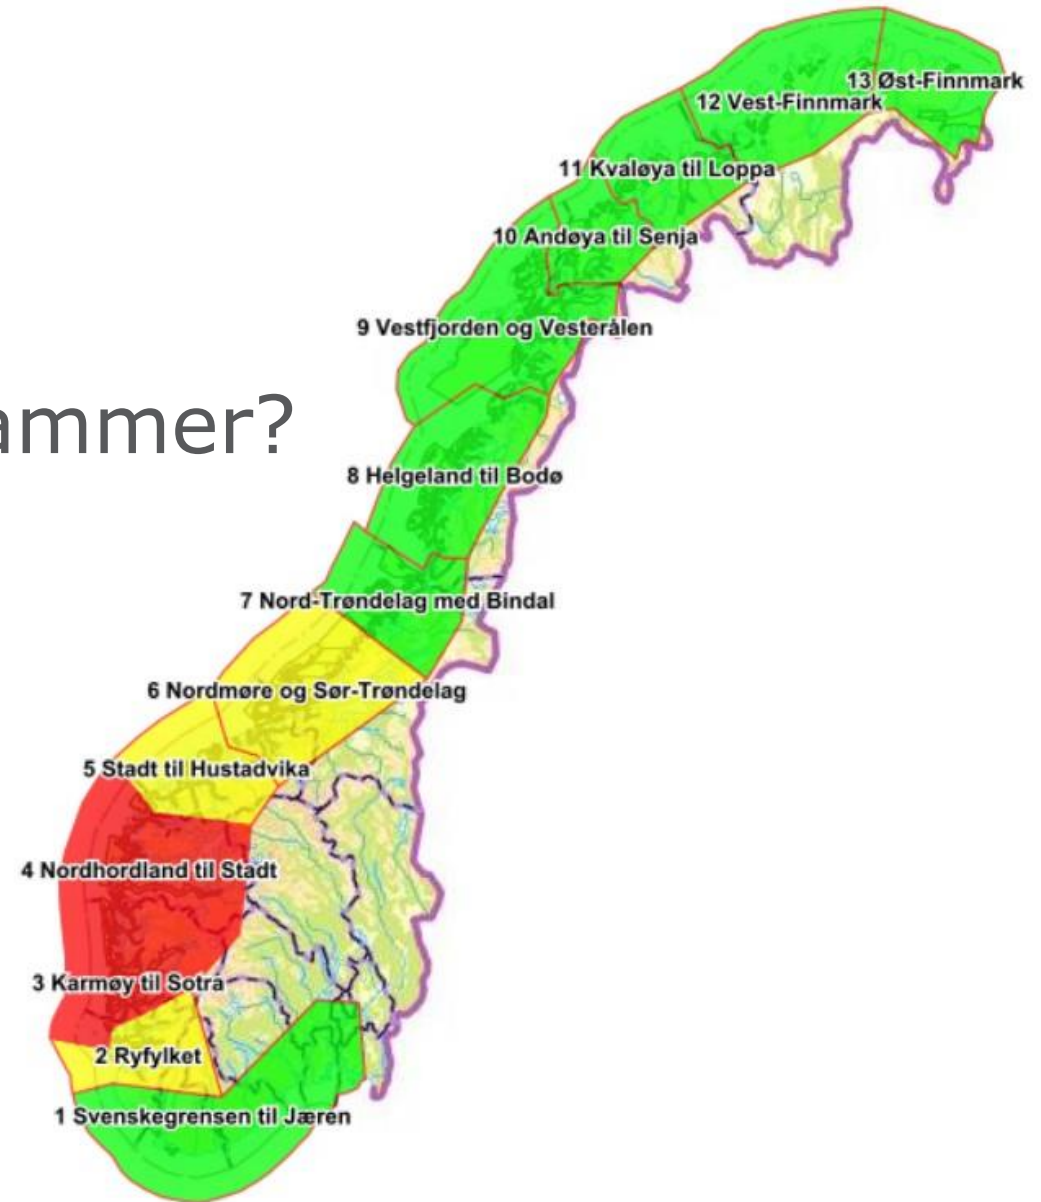 13 Øst-Finnmark
12 Vest-Finnmark
11 Kvaløya til Loppa
10 Andøya til Senja
9 Vestfjorden og Vesterålen
ammer?
8 Helgeland til Bodø
7 Nord-Trøndelag med Bindal
6 Nordmøre og Sør-Trøndelag
5 Stadt til Hustadvika
4 Nordhordland til Stadt
3 Karmøy til Sotra
2 Ryfylket
1 Svenskegrensen til Jæren